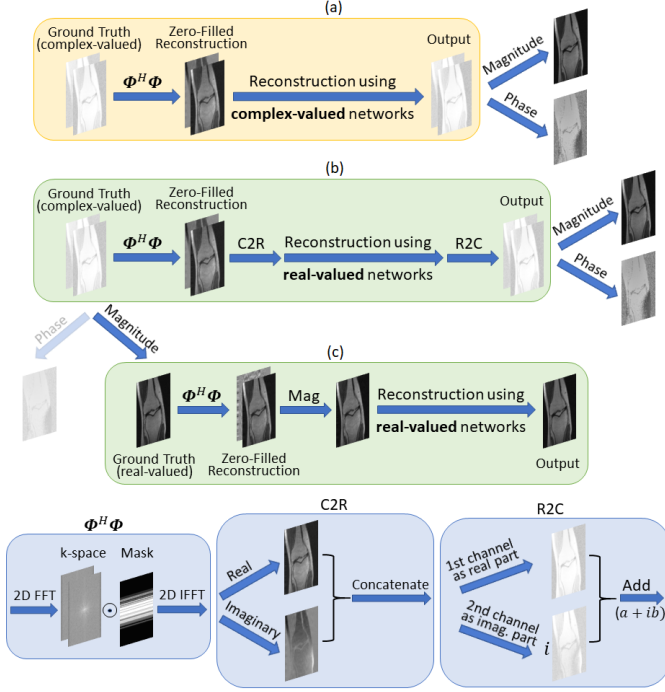 (a)
Ground Truth
(complex-valued)
Zero-Filled
Reconstruction
Output
Φ^H Φ
Reconstruction using
complex-valued networks
Magnitude
Phase
(b)
Ground Truth
(complex-valued)
Zero-Filled
Reconstruction
Output
Φ^H Φ
C2R
Reconstruction using
real-valued networks
R2C
Magnitude
Phase
Phase
Magnitude
(c)
Φ^H Φ
Mag
Reconstruction using
real-valued networks
Ground Truth
(real-valued)
Zero-Filled
Reconstruction
Output
Φ^H Φ
k-space
Mask
2D FFT
2D IFFT
C2R
Real
Imaginary
Concatenate
R2C
1st channel
as real part
2nd channel
as imag. part
i
Add
(a + ib)